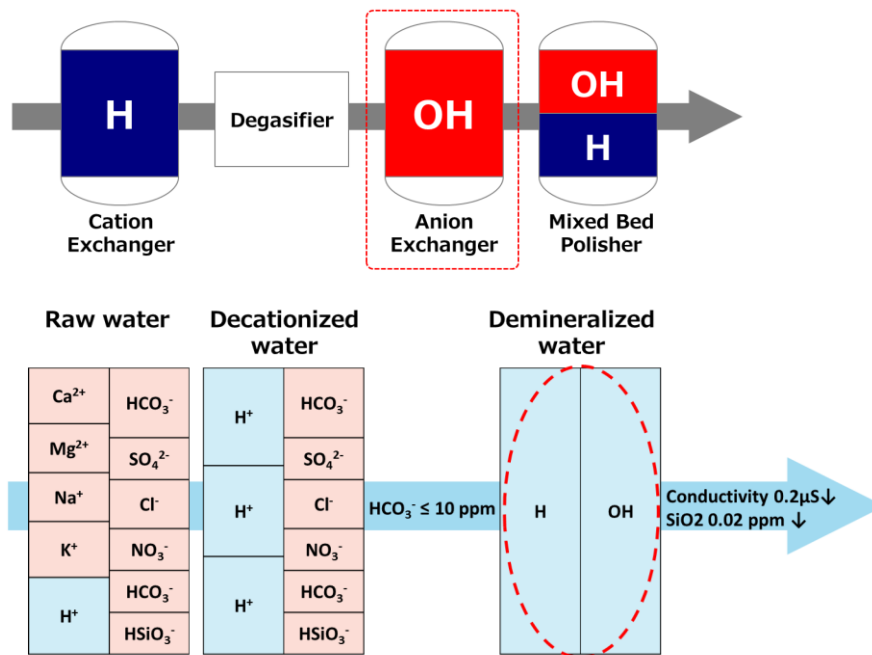 H
Degasifier
OH
OH
H
Cation
Exchanger
Anion
Exchanger
Mixed Bed
Polisher
Raw water
Decationized
water
Demineralized
water
Ca²⁺
Mg²⁺
Na⁺
K⁺
H⁺
HCO₃⁻
SO₄²⁻
Cl⁻
NO₃⁻
HCO₃⁻
HSiO₃⁻
H⁺
H⁺
H⁺
HCO₃⁻
SO₄²⁻
Cl⁻
NO₃⁻
HCO₃⁻
HSiO₃⁻
HCO₃⁻ ≤ 10 ppm
H
OH
Conductivity 0.2μS↓
SiO2 0.02 ppm ↓